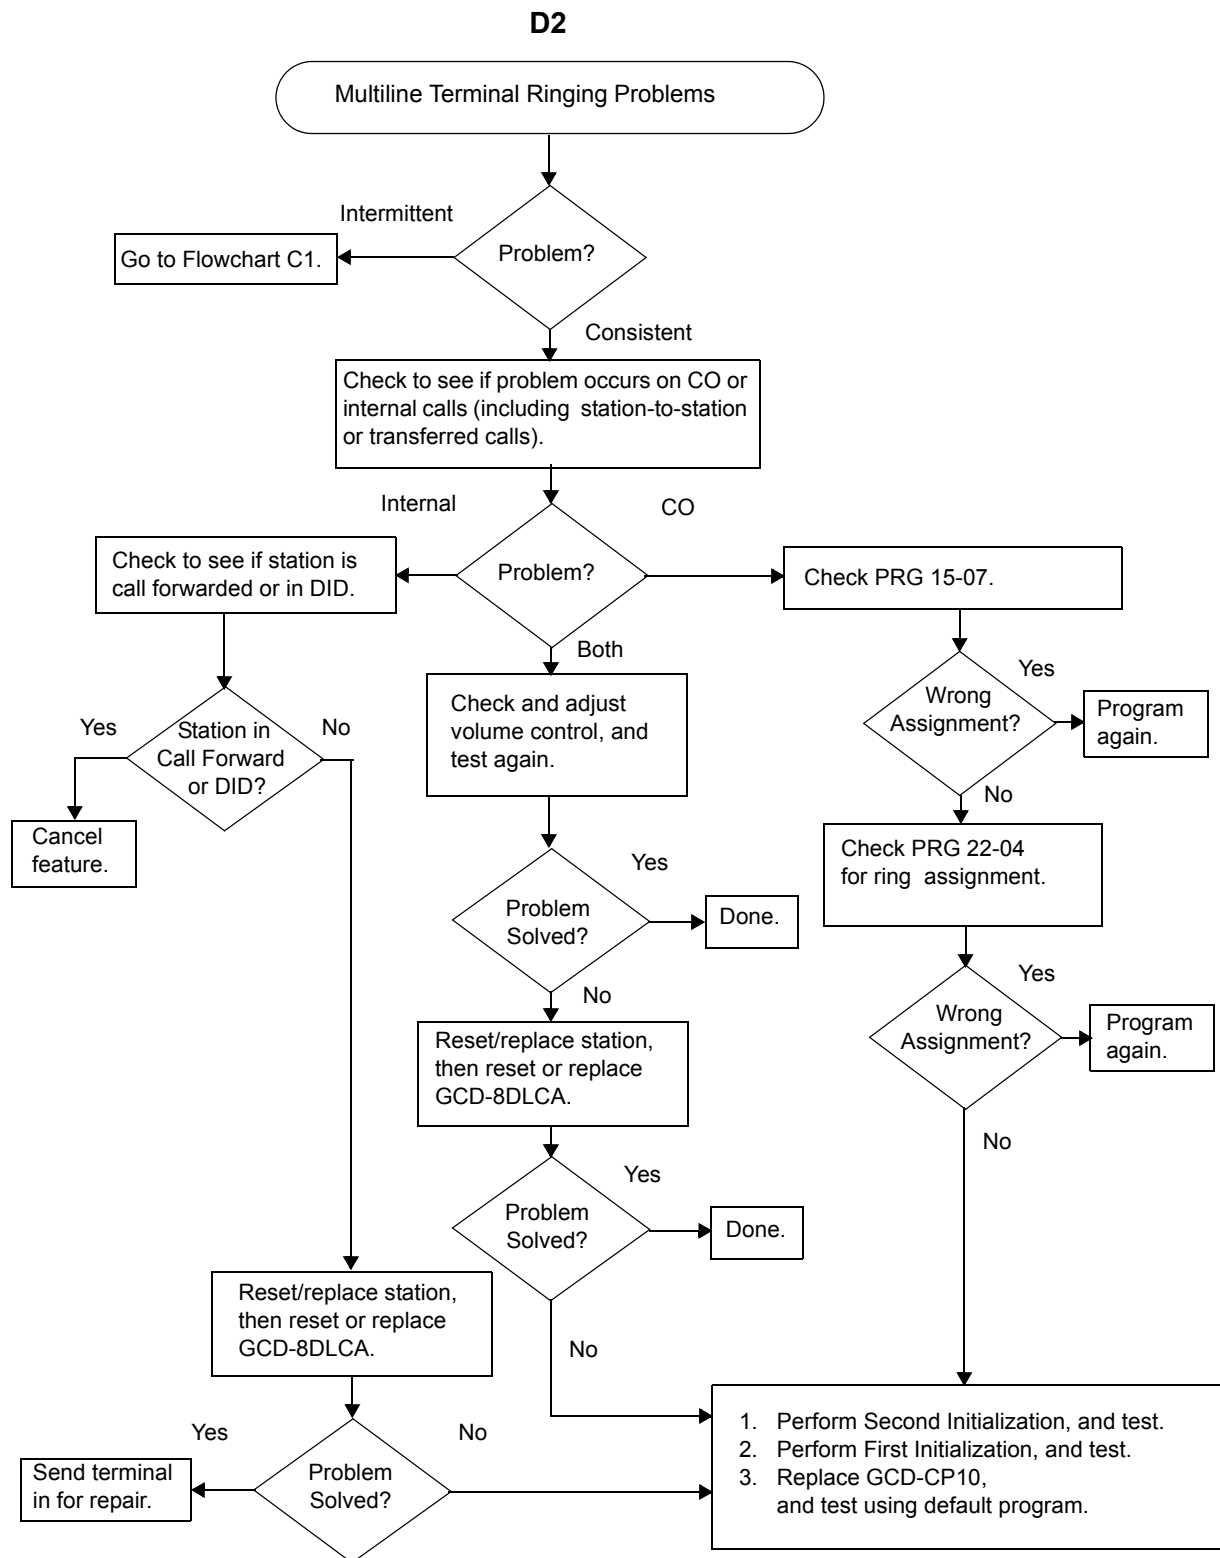 D2
Multiline Terminal Ringing Problems
Intermittent
Problem?
Go to Flowchart C1.
Consistent
Check to see if problem occurs on CO or
internal calls (including station-to-station
or transferred calls).
Internal
CO
Problem?
Check to see if station is
call forwarded or in DID.
Check PRG 15-07.
Both
Yes
Station in
Call Forward
or DID?
No
Check and adjust
volume control, and
test again.
Wrong
Assignment?
Yes
Program
again.
No
Cancel
feature.
Check PRG 22-04
for ring assignment.
Problem
Solved?
Yes
Done.
No
Wrong
Assignment?
Yes
Program
again.
Reset/replace station,
then reset or replace
GCD-8DLCA.
No
Problem
Solved?
Yes
Done.
No
Reset/replace station,
then reset or replace
GCD-8DLCA.
Yes
No
Problem
Solved?
Send terminal
in for repair.
1. Perform Second Initialization, and test.
2. Perform First Initialization, and test.
3. Replace GCD-CP10,
and test using default program.